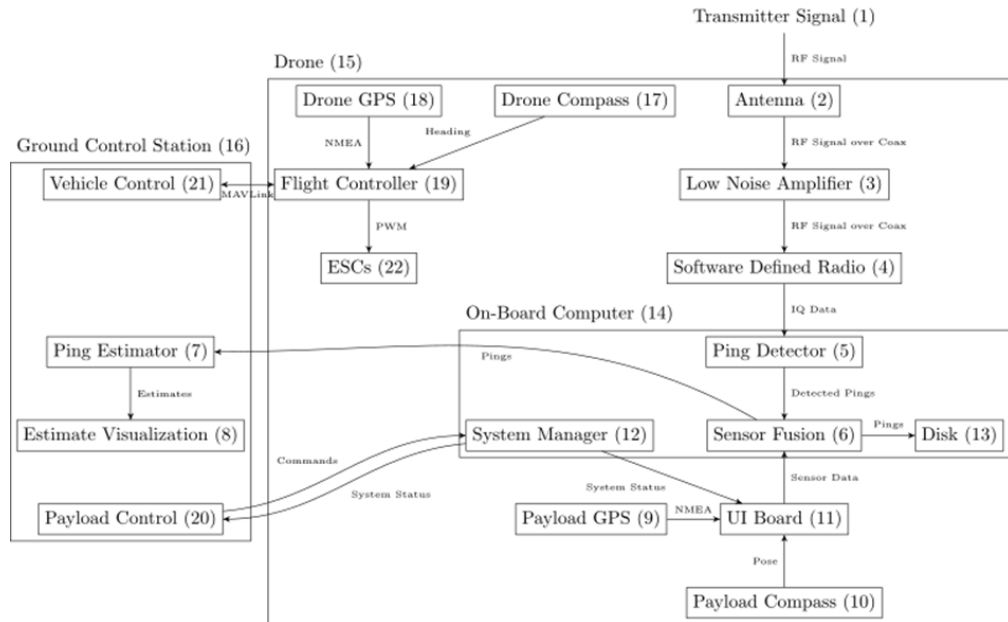 Transmitter Signal (1)
RF Signal
Drone (15)
Drone GPS (18)
Drone Compass (17)
Antenna (2)
NMEA
Heading
RF Signal over Coax
Ground Control Station (16)
Vehicle Control (21)
MAVLink
Flight Controller (19)
Low Noise Amplifier (3)
PWM
RF Signal over Coax
ESCs (22)
Software Defined Radio (4)
IQ Data
On-Board Computer (14)
Ping Estimator (7)
Pings
Ping Detector (5)
Estimates
Detected Pings
Estimate Visualization (8)
System Manager (12)
Sensor Fusion (6)
Pings
Disk (13)
Commands
System Status
System Status
Sensor Data
Payload Control (20)
Payload GPS (9)
NMEA
UI Board (11)
Pose
Payload Compass (10)